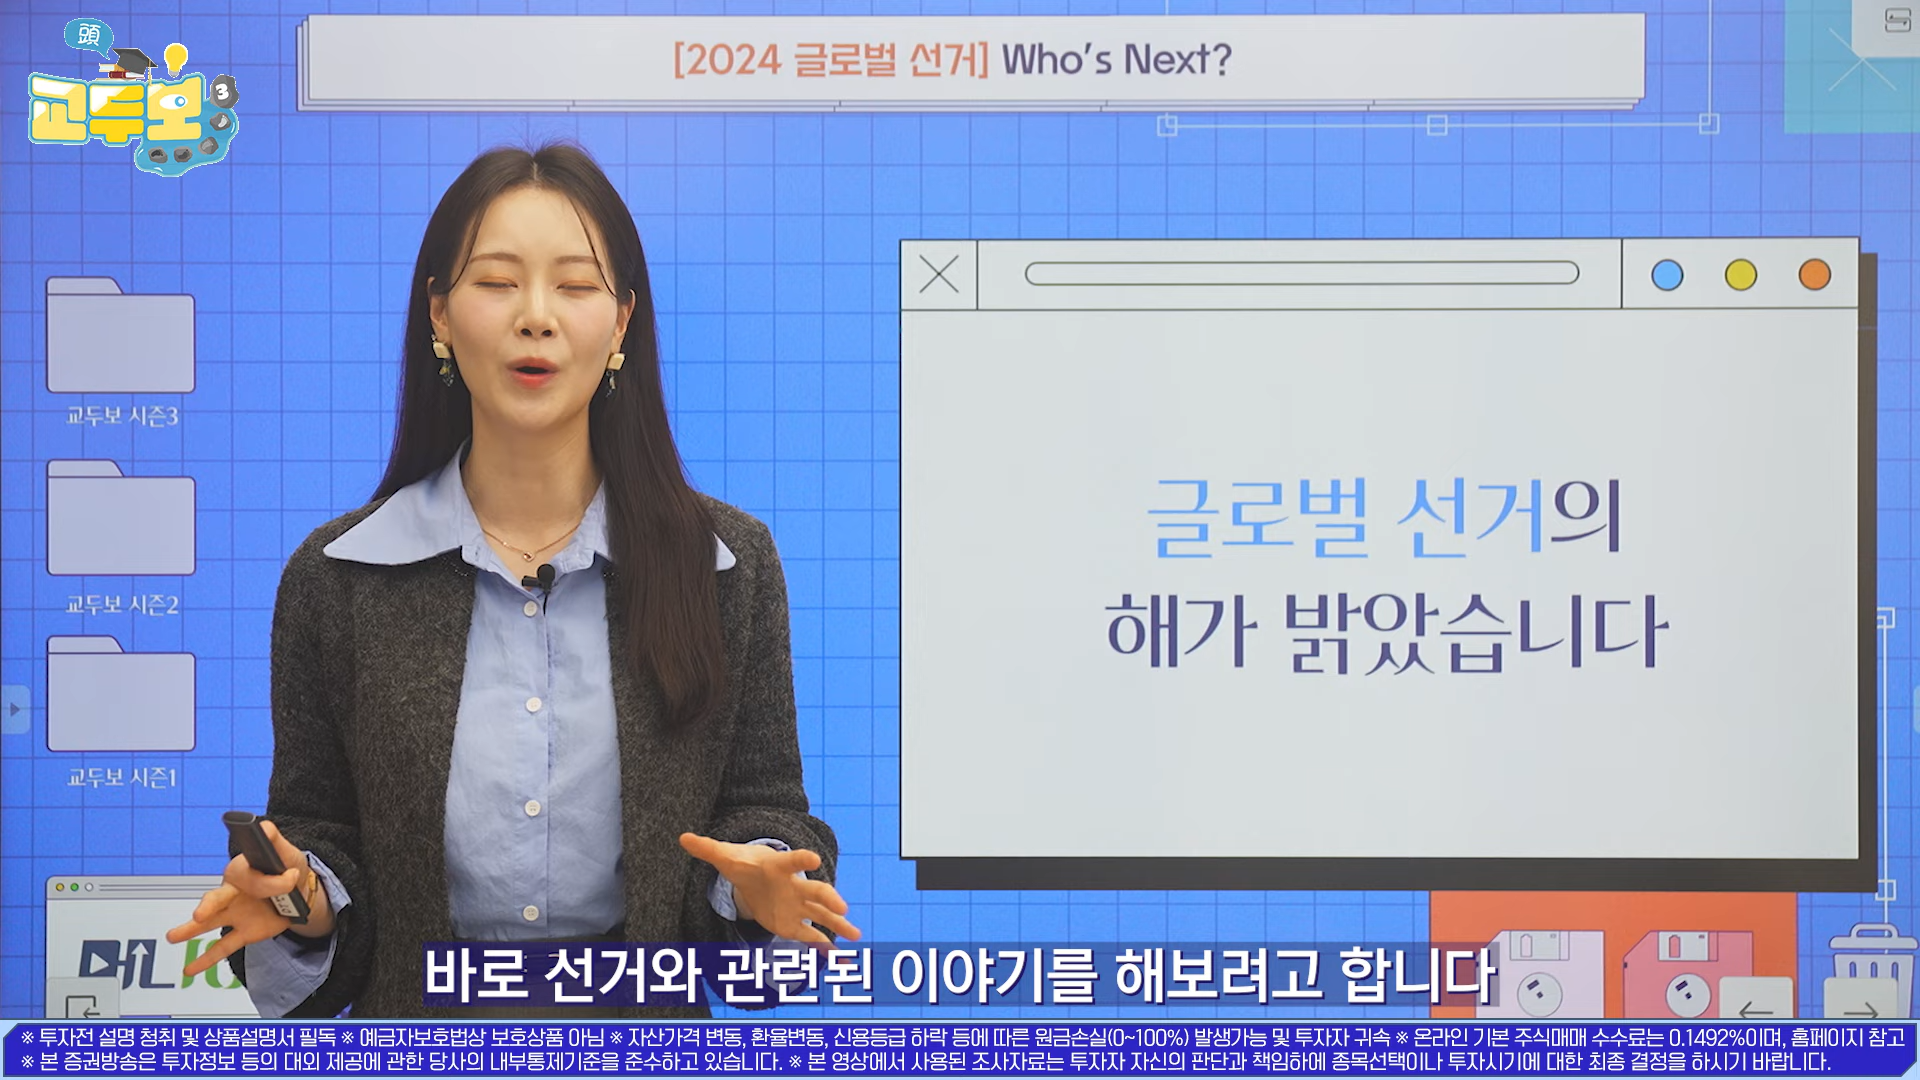 頭
교두보
3
[2024 글로벌 선거] Who's Next?
교두보 시즌3
교두보 시즌2
교두보 시즌1
글로벌 선거의
해가 밝았습니다
바로 선거와 관련된 이야기를 해보려고 합니다
※ 투자전 설명 청취 및 상품설명서 필독 ※ 예금자보호법상 보호상품 아님 ※ 자산가격 변동, 환율변동, 신용등급 하락 등에 따른 원금손실(0~100%) 발생가능 및 투자자 귀속 ※ 온라인 기본 주식매매 수수료는 0.1492%이며, 홈페이지 참고
※ 본 증권방송은 투자정보 등의 대외 제공에 관한 당사의 내부통제기준을 준수하고 있습니다. ※ 본 영상에서 사용된 조사자료는 투자자 자신의 판단과 책임하에 종목선택이나 투자시기에 대한 최종 결정을 하시기 바랍니다.